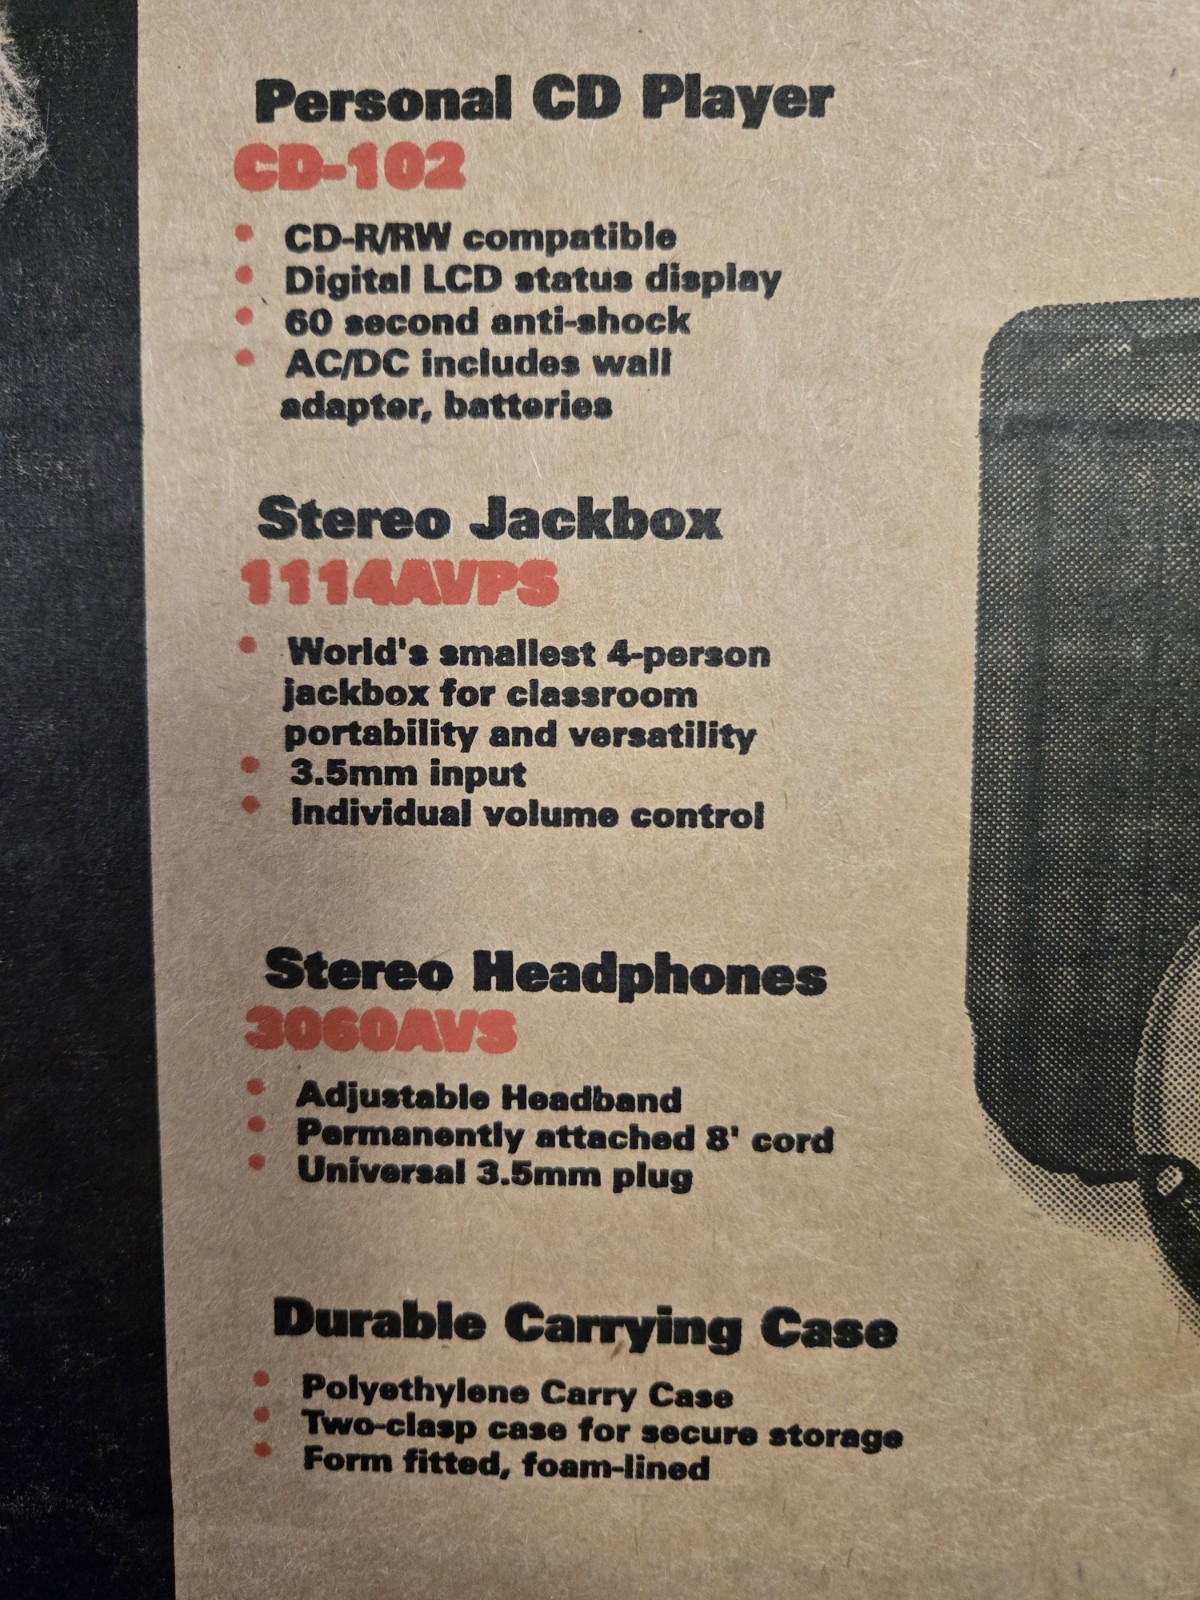 Personal CD Player
CD-102
• CD-R/RW compatible
• Digital LCD status display
• 60 second anti-shock
• AC/DC includes wall
adapter, batteries
Stereo Jackbox
1114AVPS
• World's smallest 4-person
jackbox for classroom
portability and versatility
• 3.5mm input
• Individual volume control
Stereo Headphones
3060AVS
• Adjustable Headband
• Permanently attached 8' cord
• Universal 3.5mm plug
Durable Carrying Case
• Polyethylene Carry Case
• Two-clasp case for secure storage
• Form fitted, foam-lined